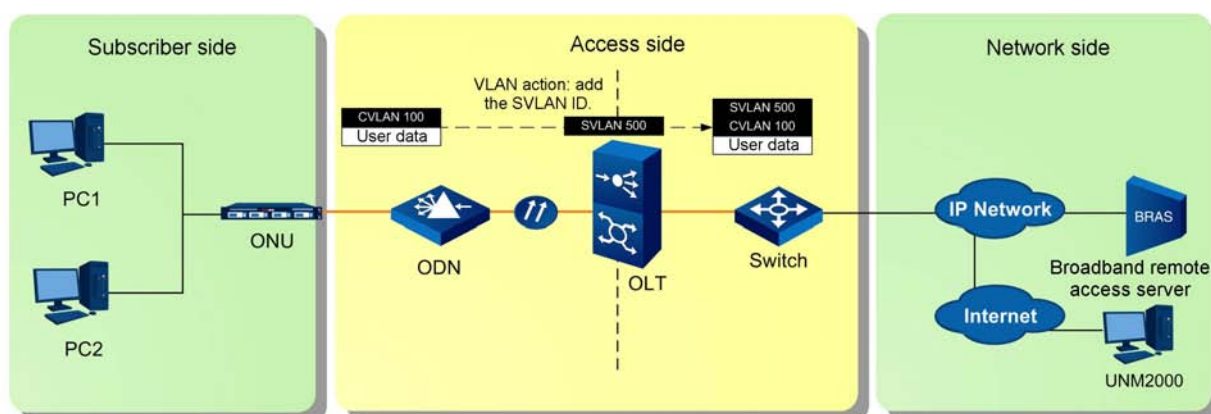 Subscriber side
PC1
PC2
ONU
Access side
VLAN action: add
the SVLAN ID.
CVLAN 100
User data
SVLAN 500
SVLAN 500
CVLAN 100
User data
ODN
OLT
Switch
Network side
IP Network
BRAS
Broadband remote
access server
Internet
UNM2000